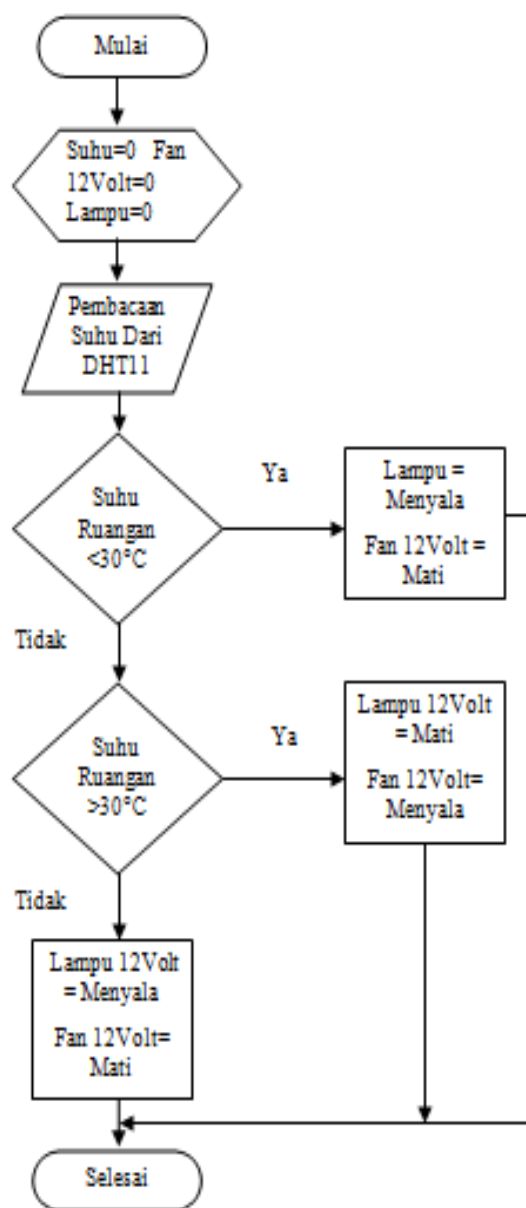 Mulai
Suhu=0 Fan
12Volt=0
Lampu=0
Pembacaan
Suhu Dari
DHT11
Suhu
Ruangan
<30°C
Ya
Lampu =
Menyala
Fan 12Volt =
Mati
Tidak
Suhu
Ruangan
>30°C
Ya
Lampu 12Volt
= Mati
Fan 12Volt=
Menyala
Tidak
Lampu 12Volt
= Menyala
Fan 12Volt=
Mati
Selesai